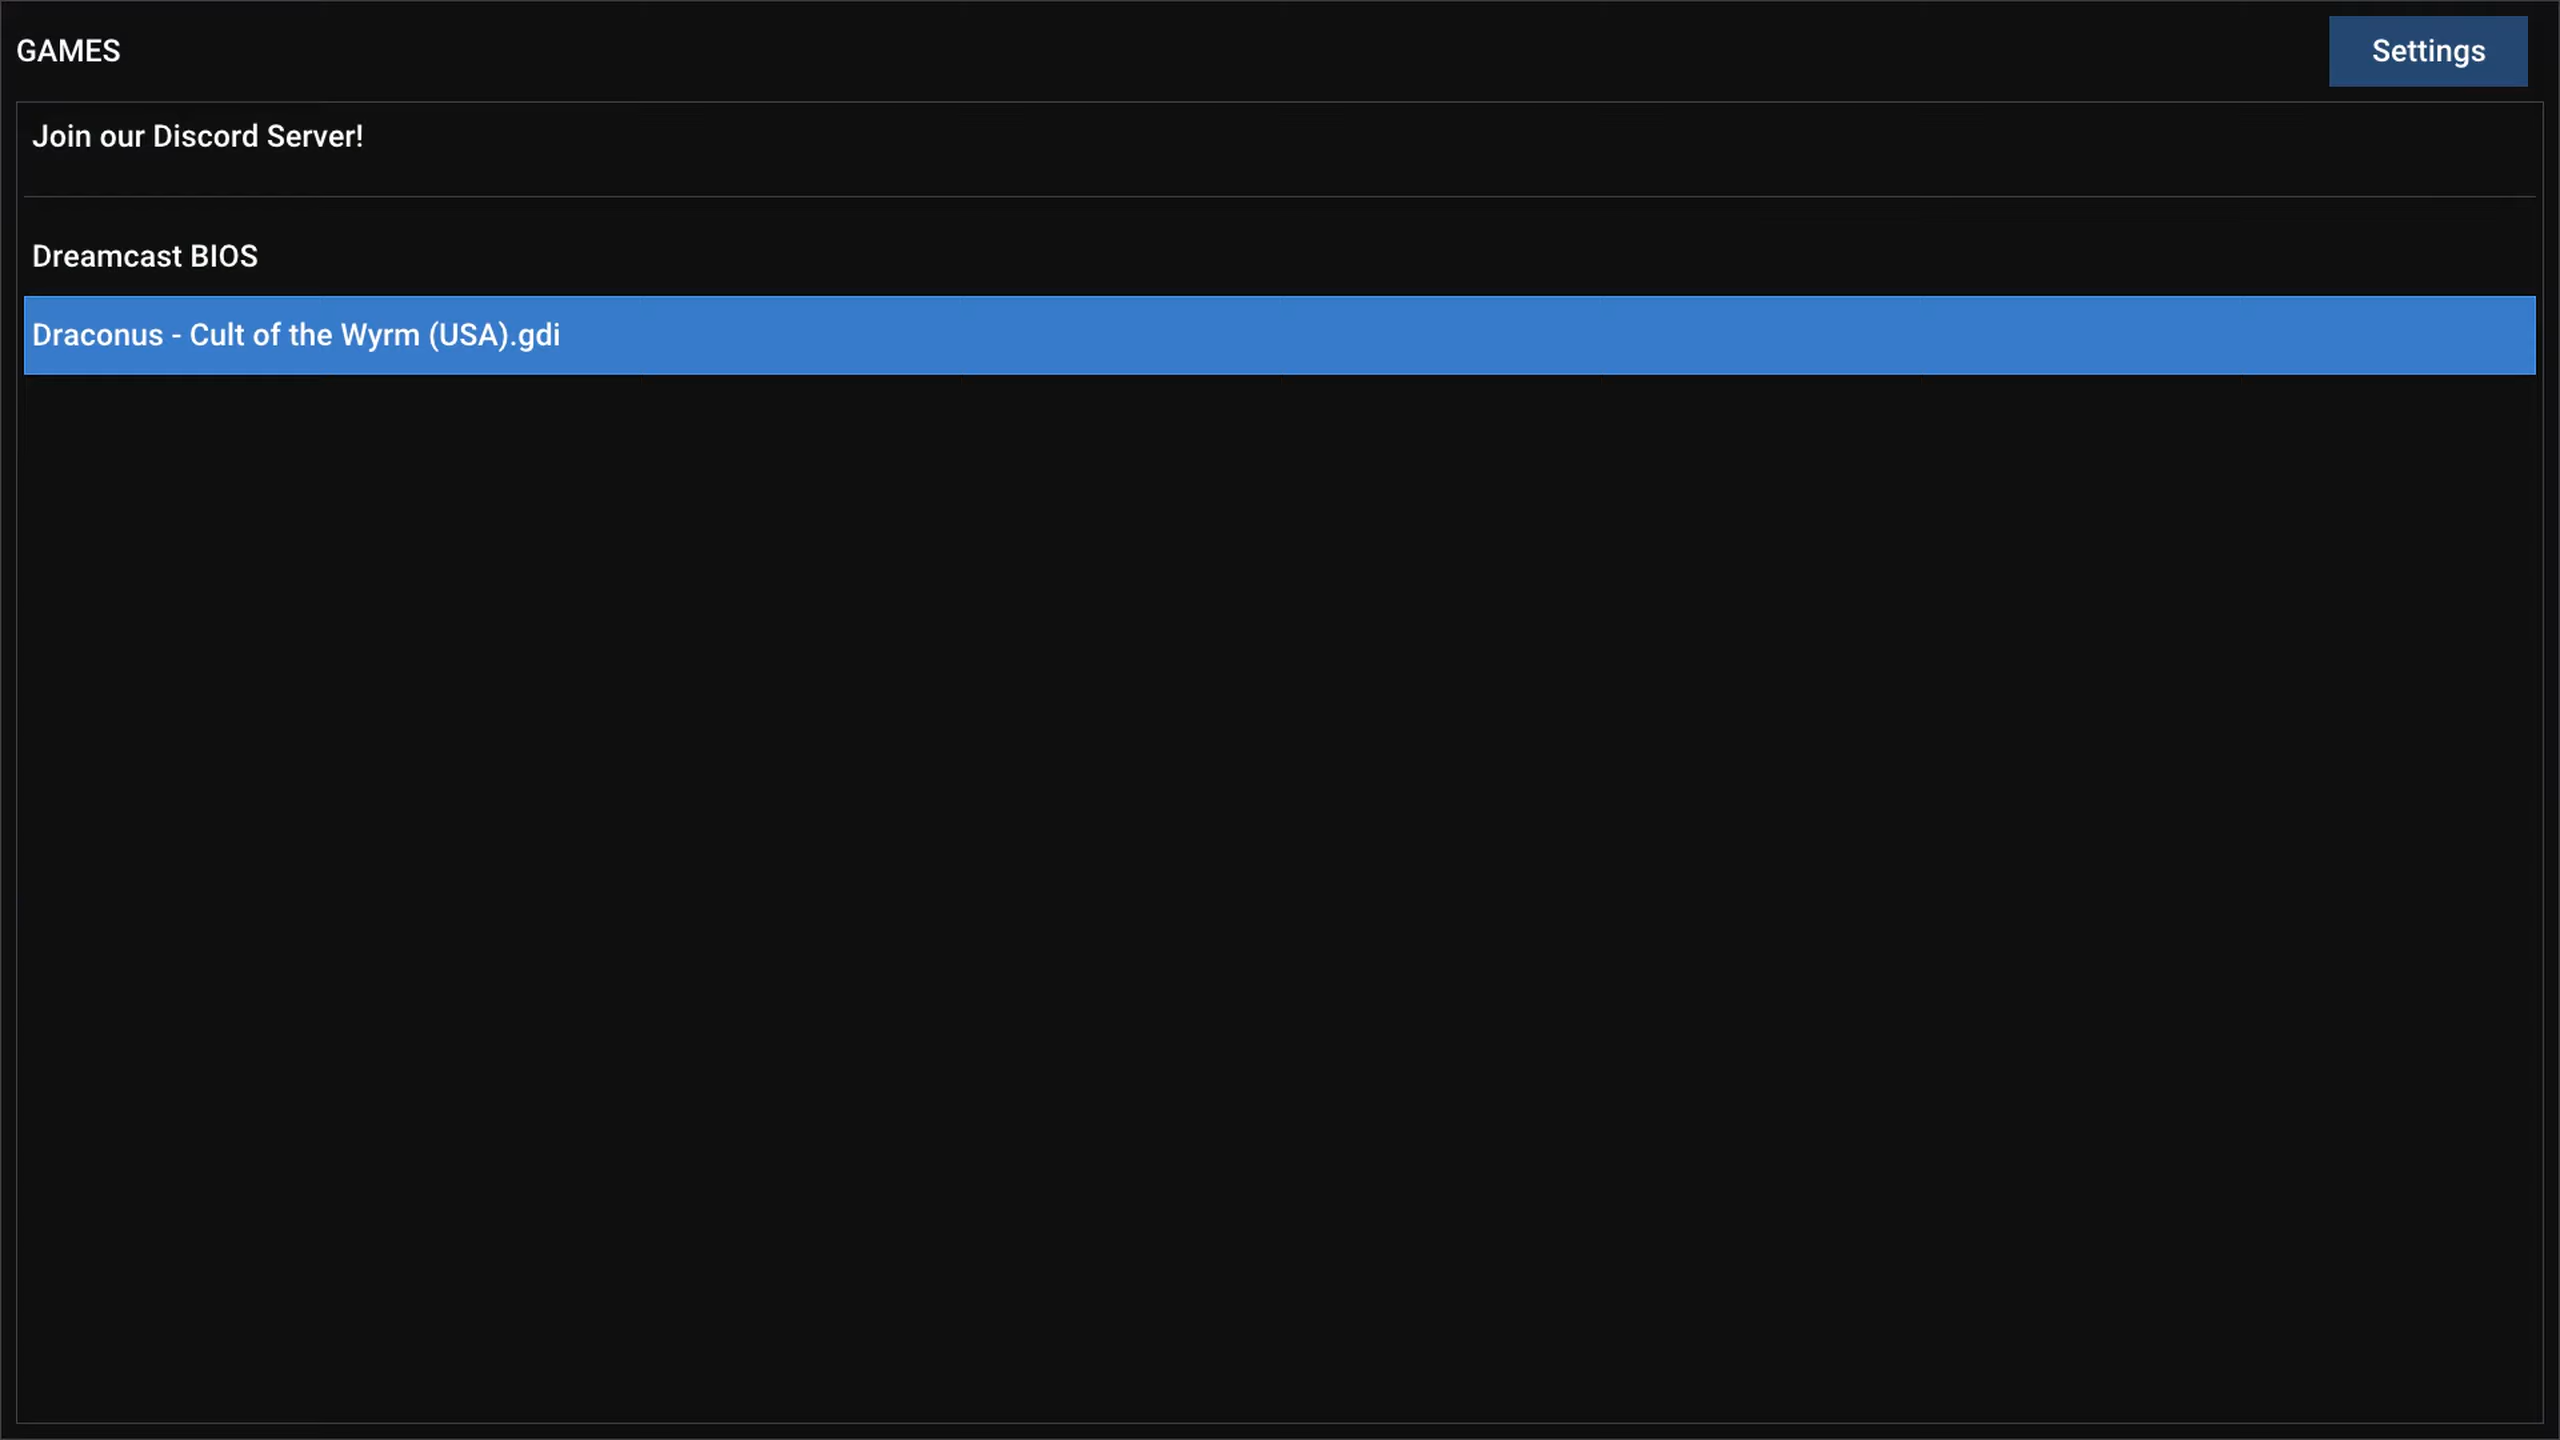 GAMES
Settings
Join our Discord Server!
Dreamcast BIOS
Draconus - Cult of the Wyrm (USA).gdi